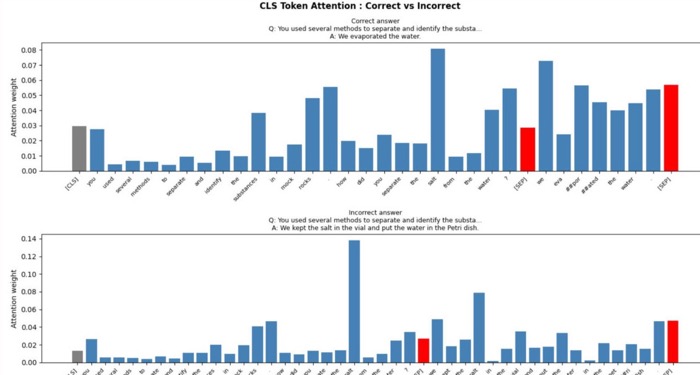 CLS Token Attention : Correct vs Incorrect
Correct answer
Q: You used several methods to separate and identify the substa...
A: We evaporated the water.
Attention weight
0.08
0.07
0.06
0.05
0.04
0.03
0.02
0.01
0.00
[CLS] you used several methods to separate and identify the substances in mock rocks . how did you separate the salt from the water ? [SEP] we eva ##por ##ated the water . [SEP]
Incorrect answer
Q: You used several methods to separate and identify the substa...
A: We kept the salt in the vial and put the water in the Petri dish.
Attention weight
0.14
0.12
0.10
0.08
0.06
0.04
0.02
0.00